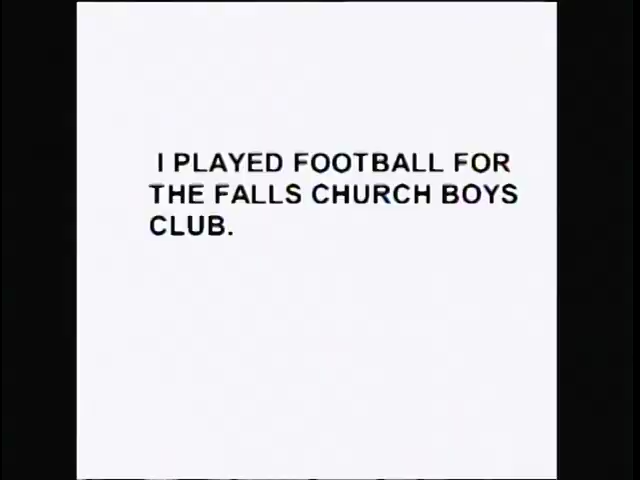 I PLAYED FOOTBALL FOR
THE FALLS CHURCH BOYS
CLUB.